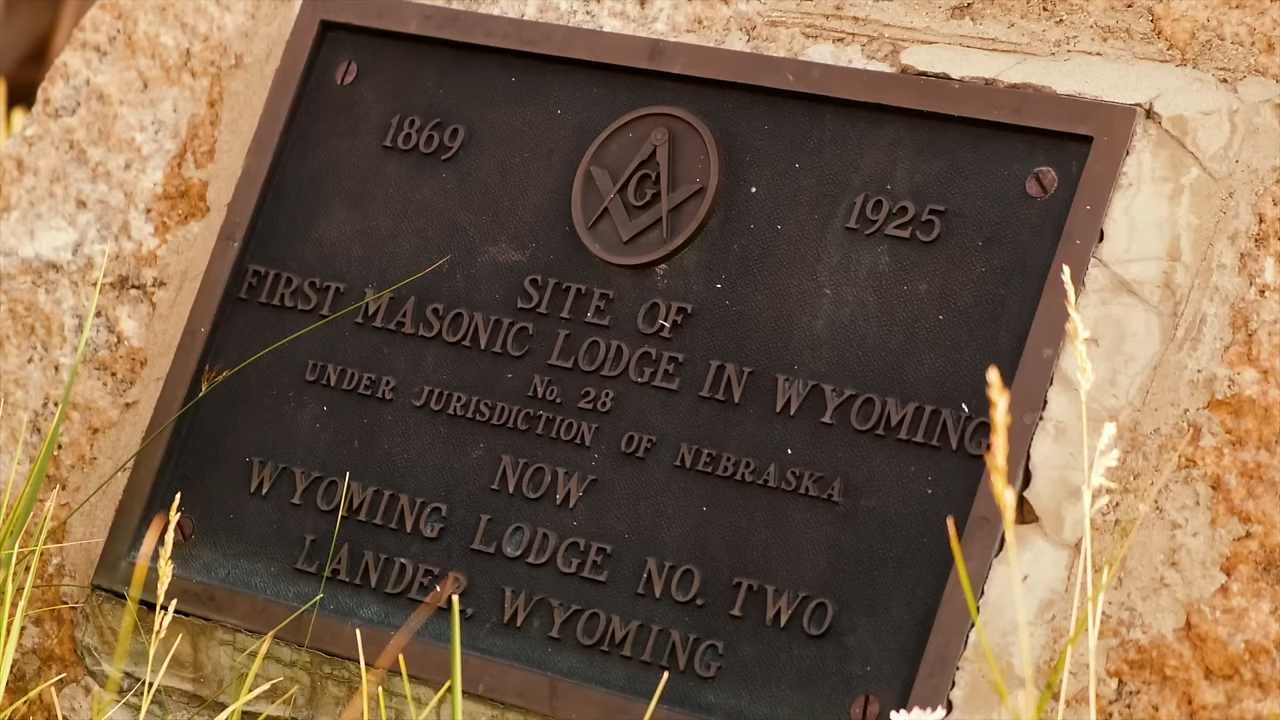 1869
G
1925
SITE OF
FIRST MASONIC LODGE IN WYOMING
No. 28
UNDER JURISDICTION OF NEBRASKA
NOW
WYOMING LODGE NO. TWO
LANDER, WYOMING